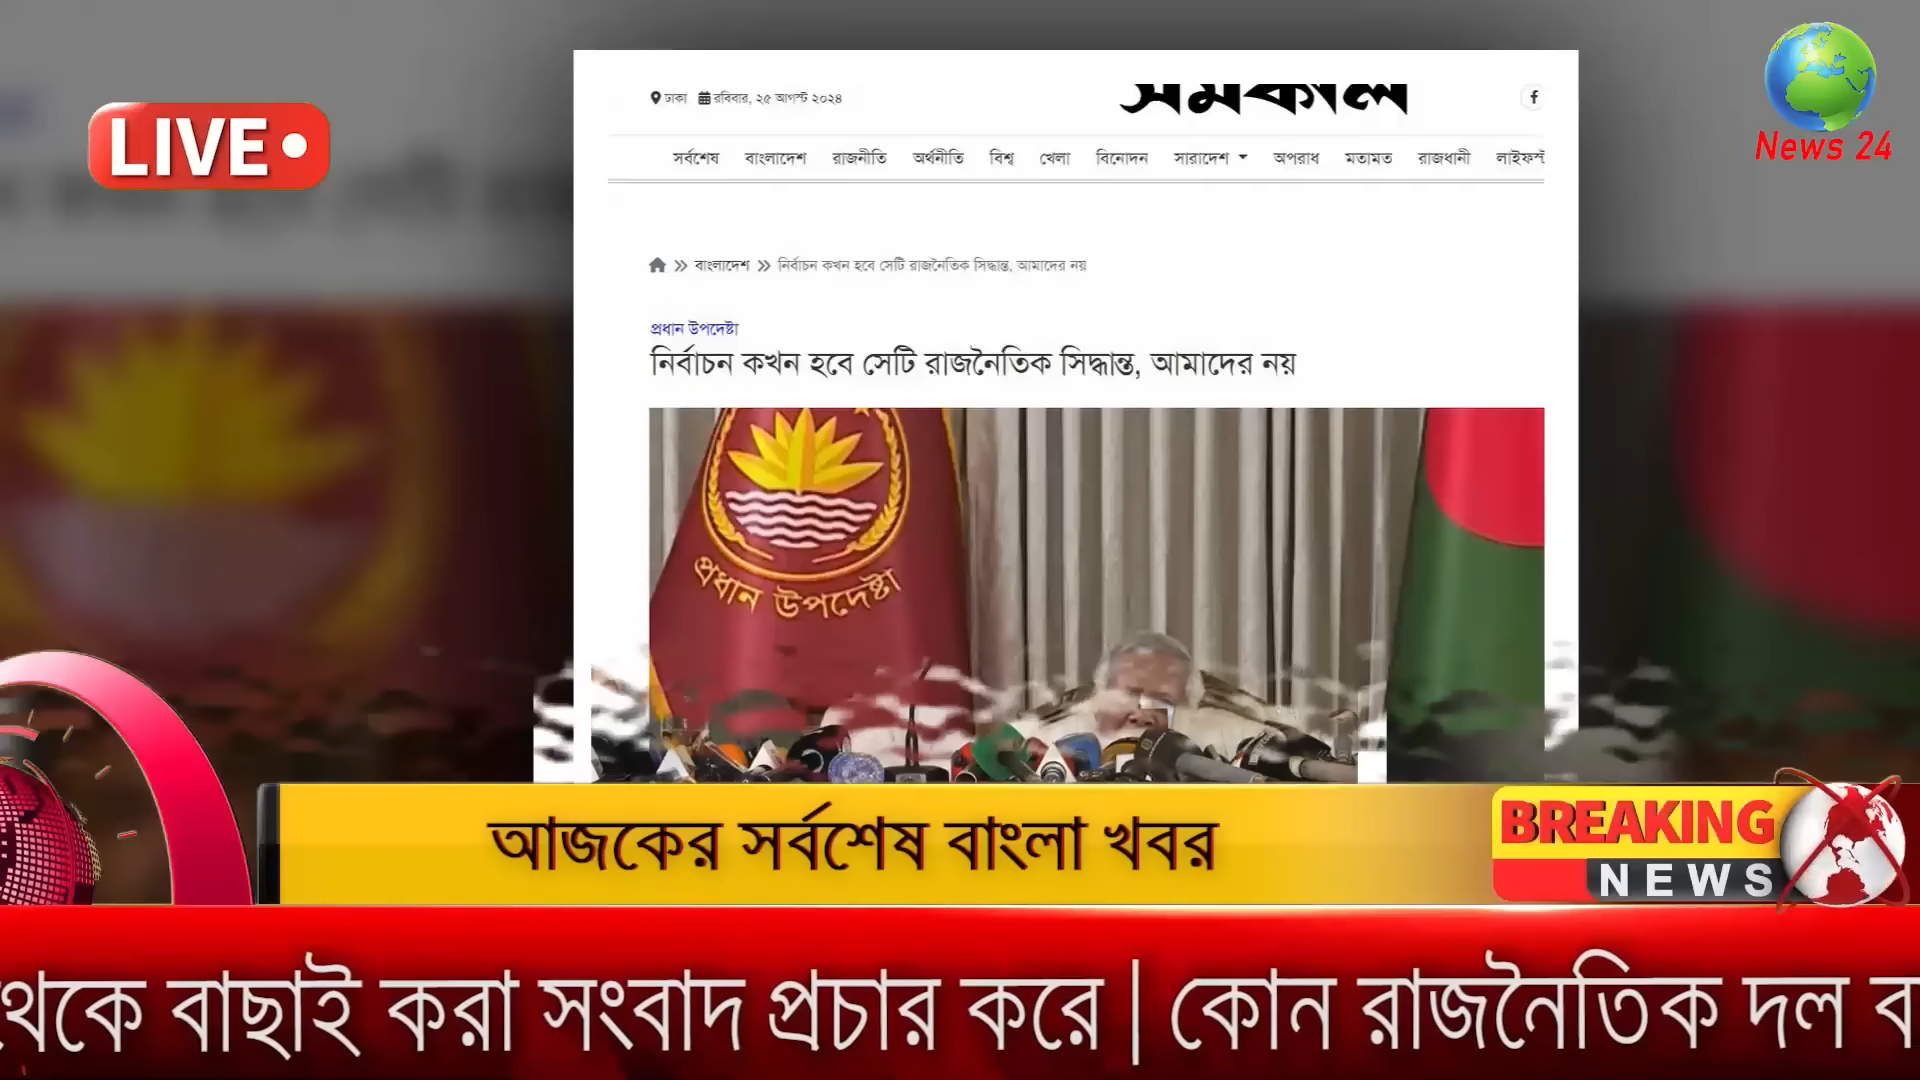 LIVE
News 24
ঢাকা রবিবার, ২৫ আগস্ট ২০২৪
সমকাল
সর্বশেষ বাংলাদেশ রাজনীতি অর্থনীতি বিশ্ব খেলা বিনোদন সারাদেশ অপরাধ মতামত রাজধানী
বাংলাদেশ » নির্বাচন কখন হবে সেটি রাজনৈতিক সিদ্ধান্ত, আমাদের নয়
প্রধান উপদেষ্টা
নির্বাচন কখন হবে সেটি রাজনৈতিক সিদ্ধান্ত, আমাদের নয়
প্রধান উপদেষ্টা
আজকের সর্বশেষ বাংলা খবর
BREAKING
NEWS
থেকে বাছাই করা সংবাদ প্রচার করে | কোন রাজনৈতিক দল